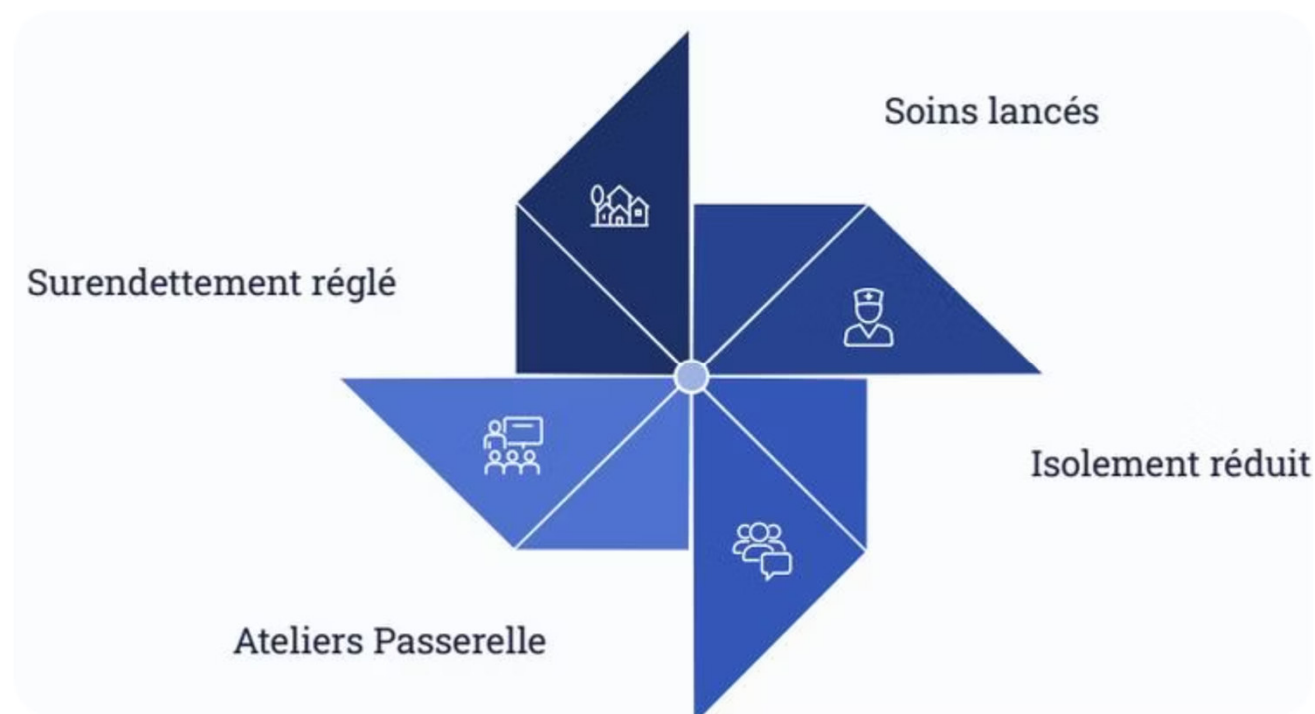 Soins lancés
Surendettement réglé
Isolement réduit
Ateliers Passerelle